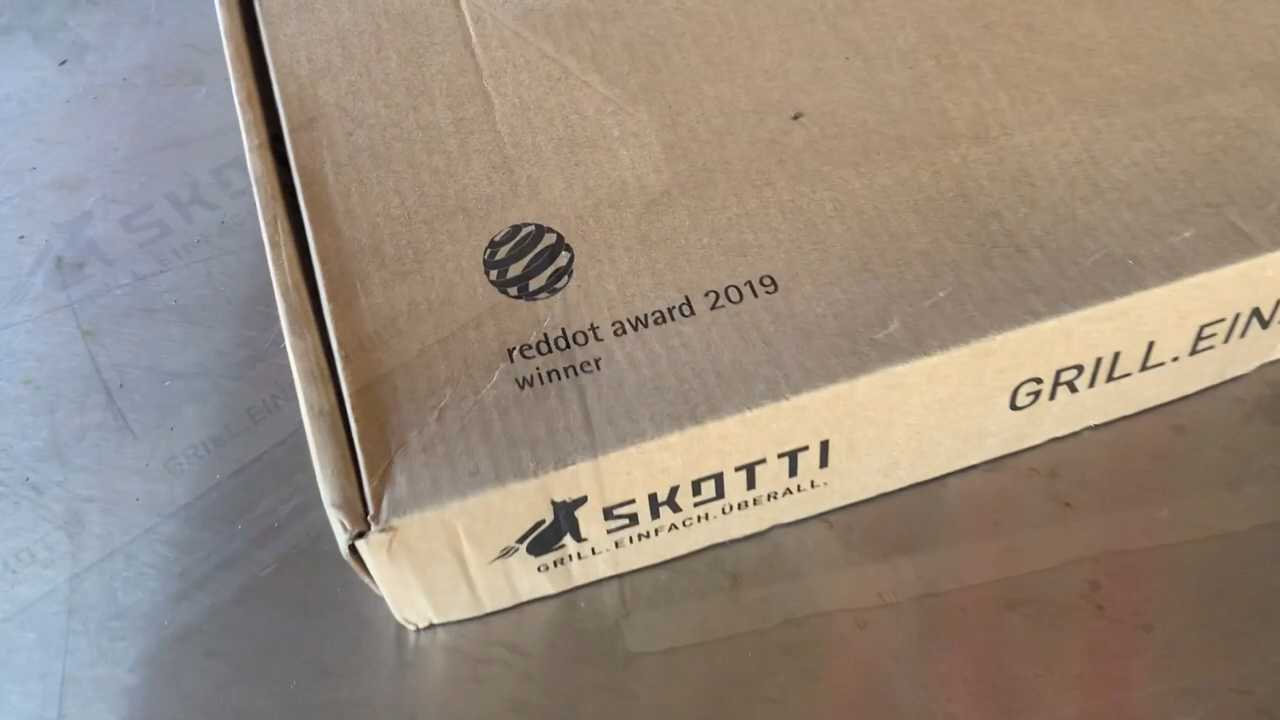 reddot award 2019
winner
SKOTTI
GRILL.EINFACH.ÜBERALL.
GRILL.EIN